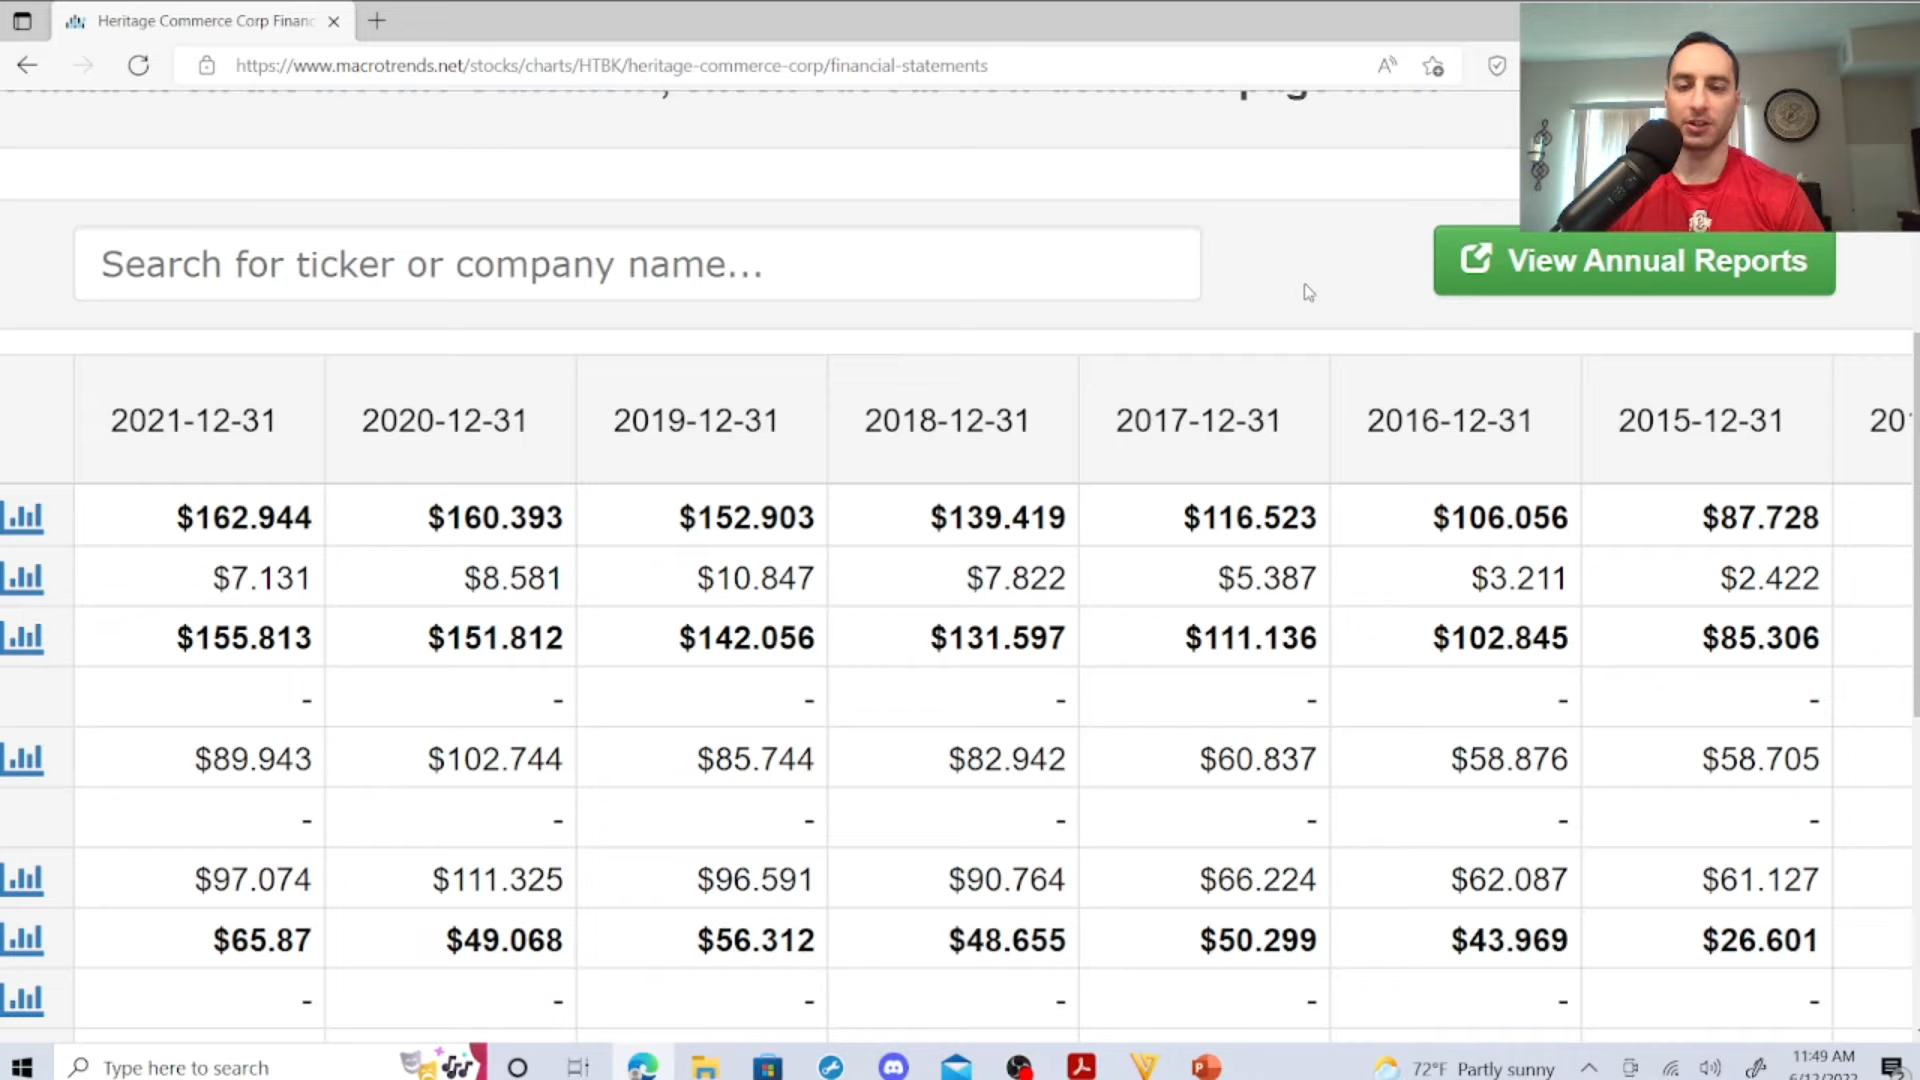 Heritage Commerce Corp Financ
https://www.macrotrends.net/stocks/charts/HTBK/heritage-commerce-corp/financial-statements
Search for ticker or company name...
View Annual Reports
2021-12-31 2020-12-31 2019-12-31 2018-12-31 2017-12-31 2016-12-31 2015-12-31 20
$162.944 $160.393 $152.903 $139.419 $116.523 $106.056 $87.728
$7.131 $8.581 $10.847 $7.822 $5.387 $3.211 $2.422
$155.813 $151.812 $142.056 $131.597 $111.136 $102.845 $85.306
- - - - - - -
$89.943 $102.744 $85.744 $82.942 $60.837 $58.876 $58.705
- - - - - - -
$97.074 $111.325 $96.591 $90.764 $66.224 $62.087 $61.127
$65.87 $49.068 $56.312 $48.655 $50.299 $43.969 $26.601
- - - - - - -
Type here to search
72°F Partly sunny
11:49 AM